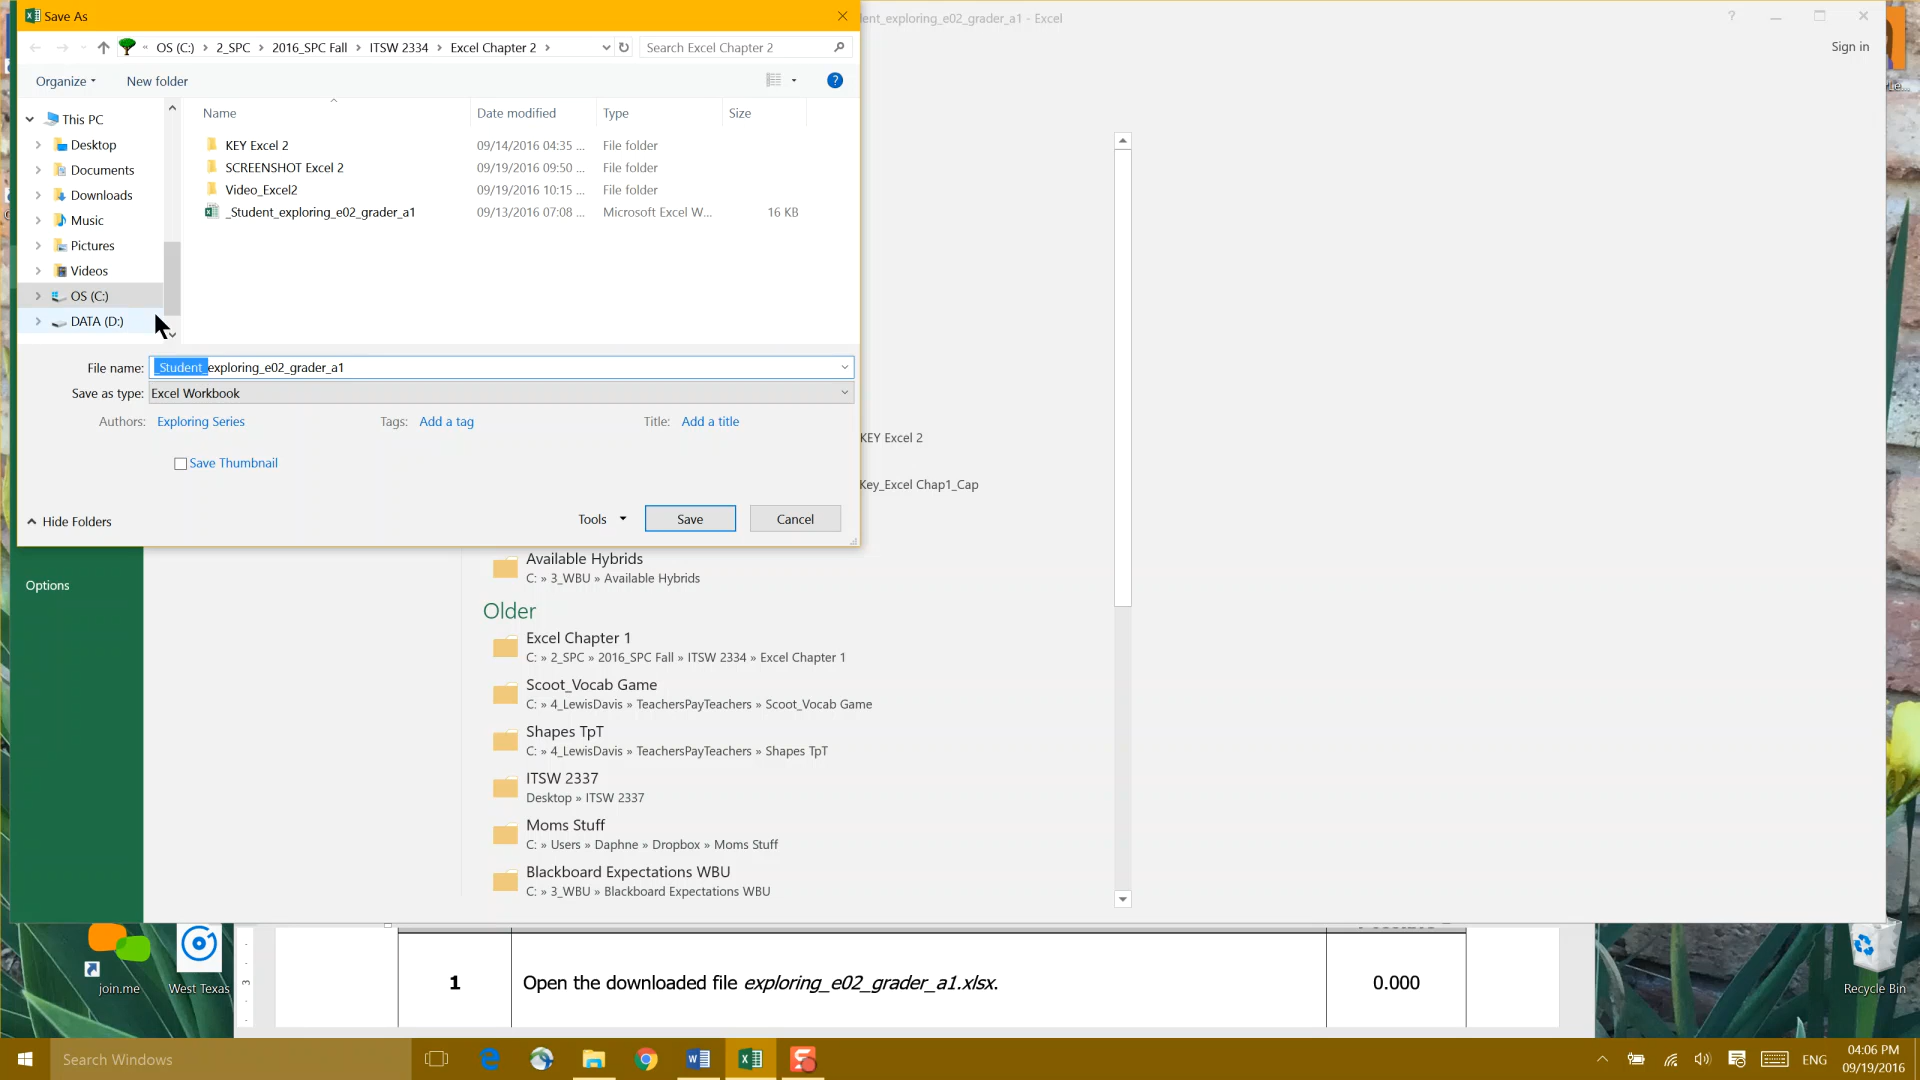 Save As
_Student_exploring_e02_grader_a1 - Excel
Sign in
« OS (C:) › 2_SPC › 2016_SPC Fall › ITSW 2334 › Excel Chapter 2 ›
Search Excel Chapter 2
Organize
New folder
Name
Date modified
Type
Size
This PC
Desktop
Documents
Downloads
Music
Pictures
Videos
OS (C:)
DATA (D:)
KEY Excel 2 09/14/2016 04:35 ... File folder
SCREENSHOT Excel 2 09/19/2016 09:50 ... File folder
Video_Excel2 09/19/2016 10:15 ... File folder
_Student_exploring_e02_grader_a1 09/13/2016 07:08 ... Microsoft Excel W... 16 KB
File name: _Student_exploring_e02_grader_a1
Save as type: Excel Workbook
Authors: Exploring Series
Tags: Add a tag
Title: Add a title
Save Thumbnail
Hide Folders
Tools
Save
Cancel
KEY Excel 2
Key_Excel Chap1_Cap
Options
Available Hybrids
C: » 3_WBU » Available Hybrids
Older
Excel Chapter 1
C: » 2_SPC » 2016_SPC Fall » ITSW 2334 » Excel Chapter 1
Scoot_Vocab Game
C: » 4_LewisDavis » TeachersPayTeachers » Scoot_Vocab Game
Shapes TpT
C: » 4_LewisDavis » TeachersPayTeachers » Shapes TpT
ITSW 2337
Desktop » ITSW 2337
Moms Stuff
C: » Users » Daphne » Dropbox » Moms Stuff
Blackboard Expectations WBU
C: » 3_WBU » Blackboard Expectations WBU
join.me
West Texas
3
1
Open the downloaded file exploring_e02_grader_a1.xlsx.
0.000
Recycle Bin
Search Windows
ENG
04:06 PM
09/19/2016